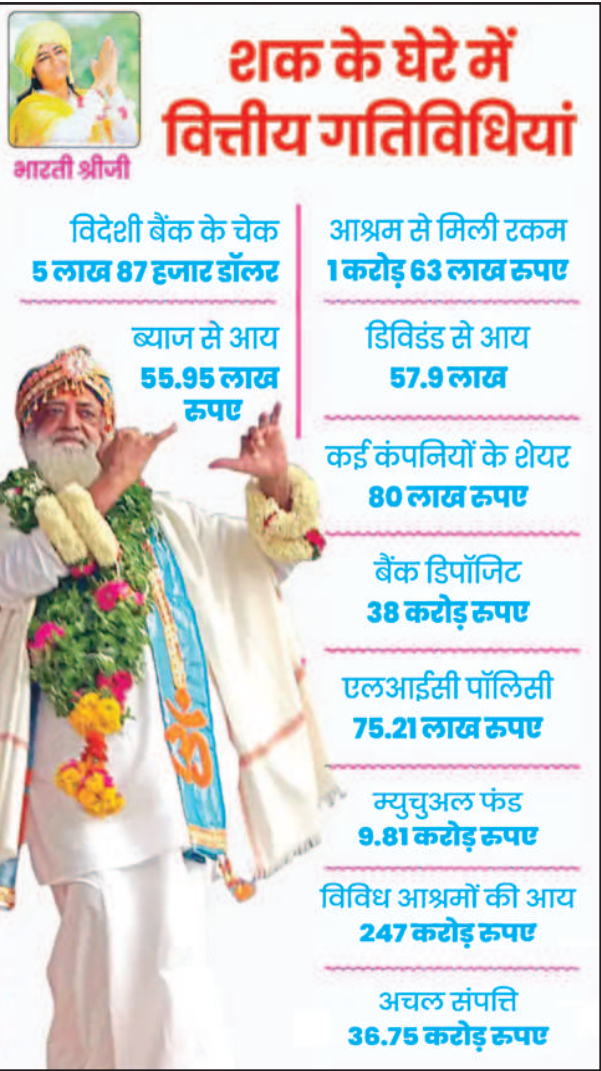 शक के घेरे में
वित्तीय गतिविधियां
भारती श्रीजी
विदेशी बैंक के चेक
5 लाख 87 हजार डॉलर
ब्याज से आय
55.95 लाख
रुपए
आश्रम से मिली रकम
1 करोड़ 63 लाख रुपए
डिविडंड से आय
57.9 लाख
कई कंपनियों के शेयर
80 लाख रुपए
बैंक डिपॉजिट
38 करोड़ रुपए
एलआईसी पॉलिसी
75.21 लाख रुपए
म्युचुअल फंड
9.81 करोड़ रुपए
विविध आश्रमों की आय
247 करोड़ रुपए
अचल संपत्ति
36.75 करोड़ रुपए